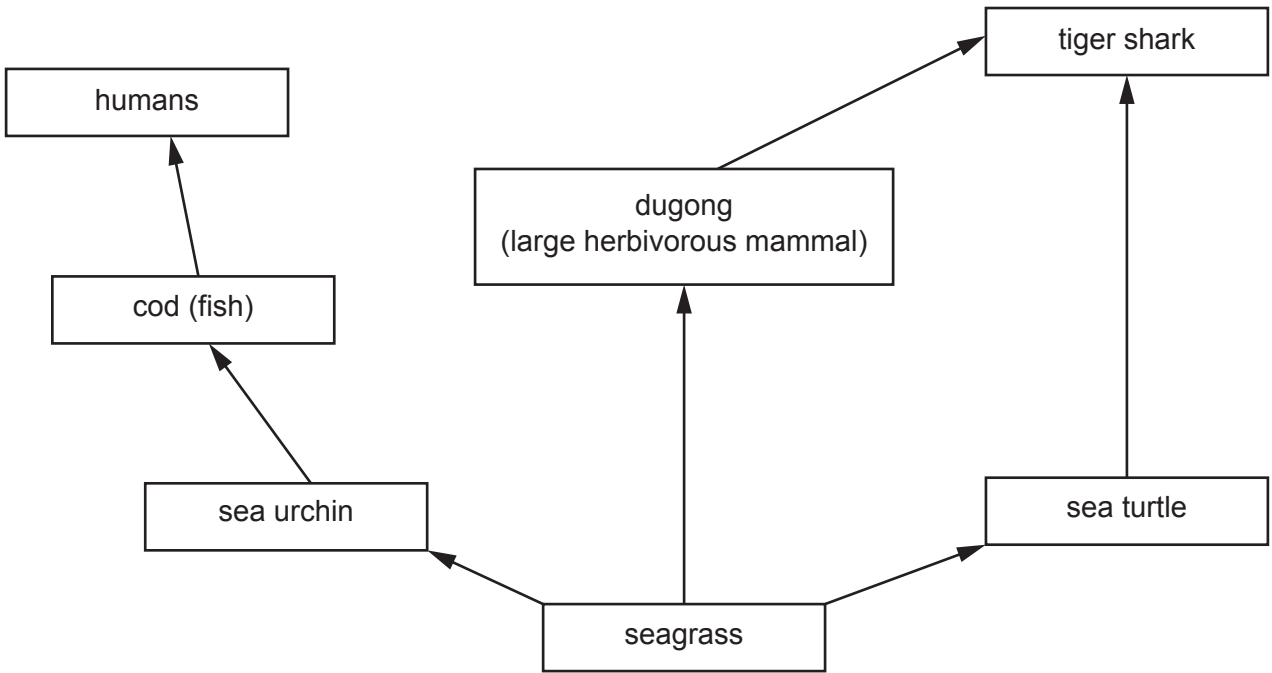 tiger shark
humans
dugong
(large herbivorous mammal)
cod (fish)
sea urchin
sea turtle
seagrass